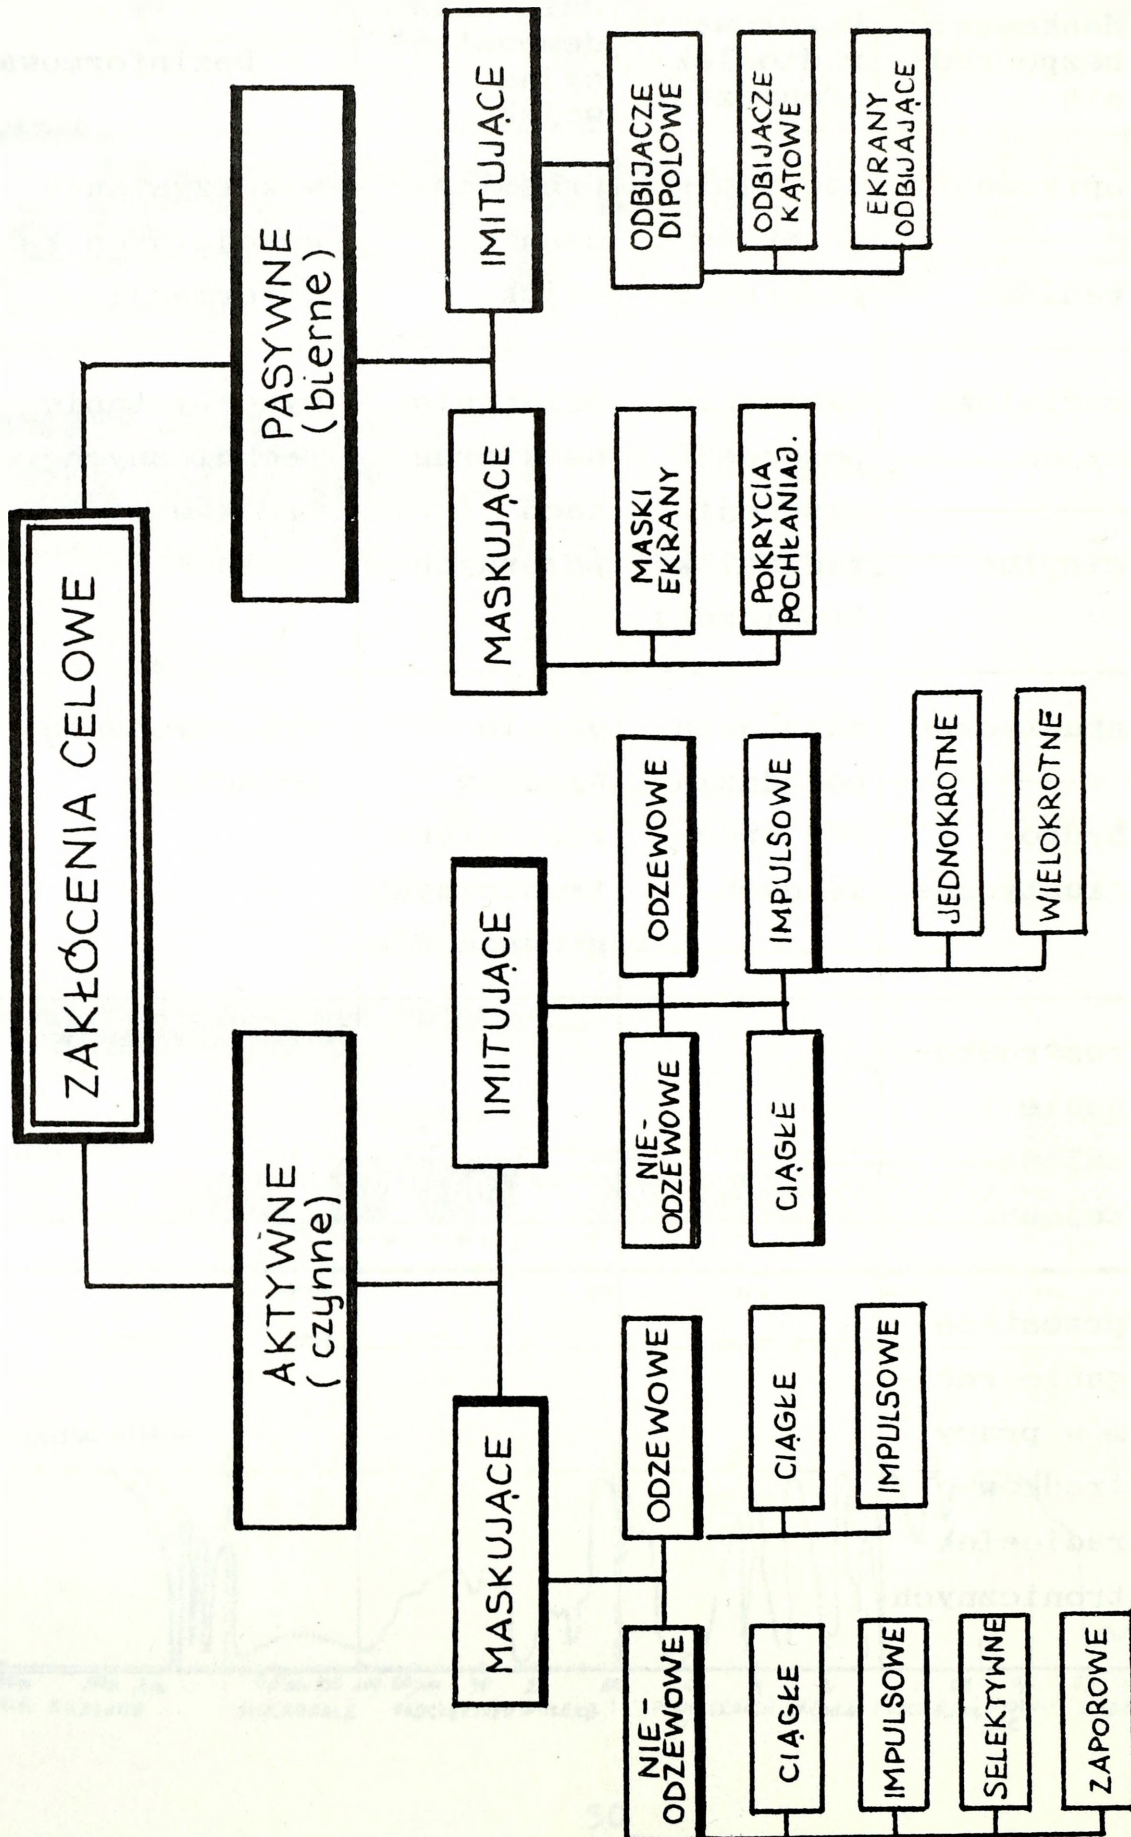 ZAKŁÓCENIA CELOWE
AKTYWNE
(czynne)
PASYWNE
(bierne)
MASKUJĄCE
IMITUJĄCE
MASKUJĄCE
IMITUJĄCE
NIE
ODZEWOWE
CIĄGŁE
IMPULSOWE
SELEKTYWNE
ZAPOROWE
ODZEWOWE
CIĄGŁE
IMPULSOWE
NIE-
ODZEWOWE
ODZEWOWE
CIĄGŁE
IMPULSOWE
JEDNOKROTNE
WIELOKROTNE
MASKI
EKRANY
POKRYCIA
POCHŁANIAJ.
ODBIJACZE
DIPOLOWE
ODBIJĄCZE
KĄTOWE
EKRANY
ODBIJAJĄCE